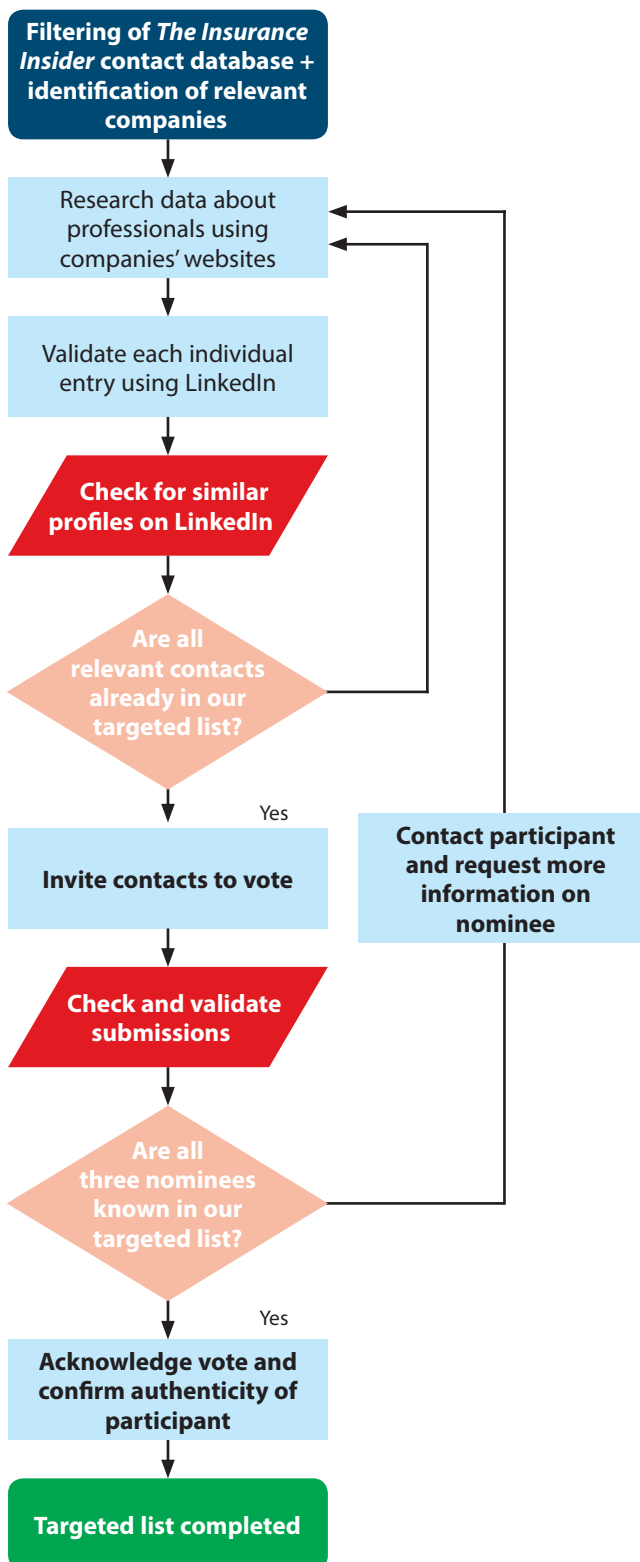 Filtering of The Insurance
Insider contact database +
identification of relevant
companies
Research data about
professionals using
companies' websites
Validate each individual
entry using LinkedIn
Check for similar
profiles on LinkedIn
Are all
relevant contacts
already in our
targeted list?
Yes
Invite contacts to vote
Contact participant
and request more
information on
nominee
Check and validate
submissions
Are all
three nominees
known in our
targeted list?
Yes
Acknowledge vote and
confirm authenticity of
participant
Targeted list completed